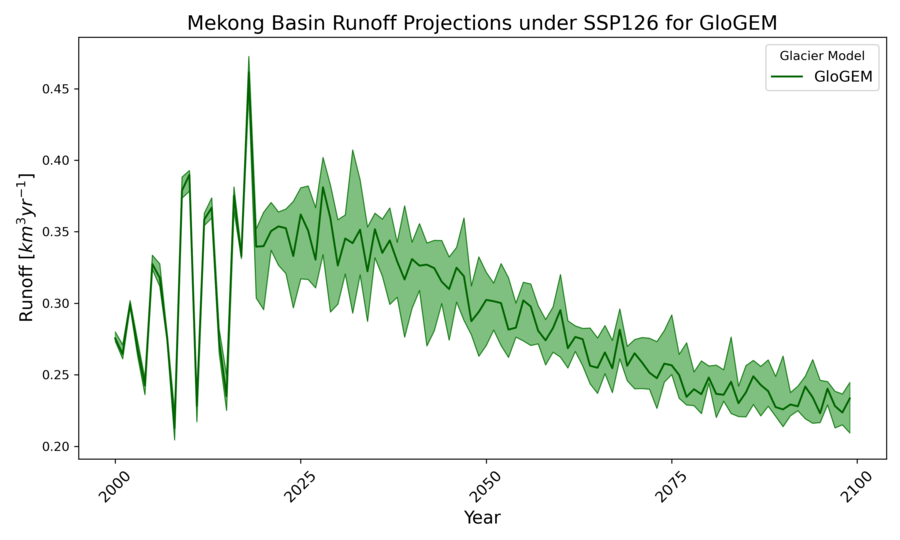 Mekong Basin Runoff Projections under SSP126 for GloGEM
Glacier Model
GloGEM
0.45
0.40
0.35
0.30
0.25
0.20
Runoff [km³yr⁻¹]
2000
2025
2050
2075
2100
Year